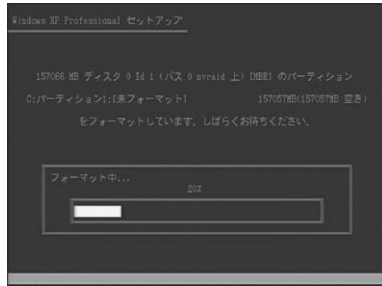 Windows XP Professional セットアップ
157066 MB ディスク 0 Id 1 (バス 0 nvraid 上) [MBR] のパーティション
C:パーティション1:[未フォーマット] 157057MB(157057MB 空き)
をフォーマットしています。しばらくお待ちください。
フォーマット中...
20%